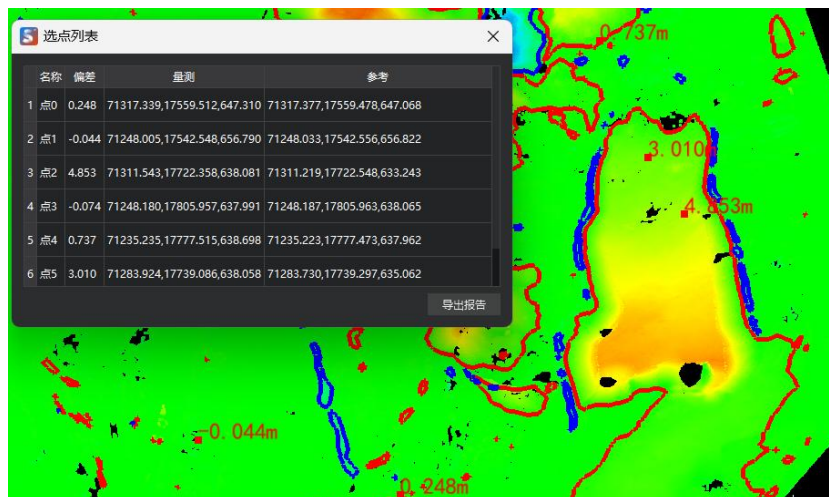 选点列表
名称 偏差 量测 参考
1 点0 0.248 71317.339,17559.512,647.310 71317.377,17559.478,647.068
2 点1 -0.044 71248.005,17542.548,656.790 71248.033,17542.556,656.822
3 点2 4.853 71311.543,17722.358,638.081 71311.219,17722.548,633.243
4 点3 -0.074 71248.180,17805.957,637.991 71248.187,17805.963,638.065
5 点4 0.737 71235.235,17777.515,638.698 71235.223,17777.473,637.962
6 点5 3.010 71283.924,17739.086,638.058 71283.730,17739.297,635.062
导出报告
0.737m
3.010
4.853m
-0.044m
0.248m